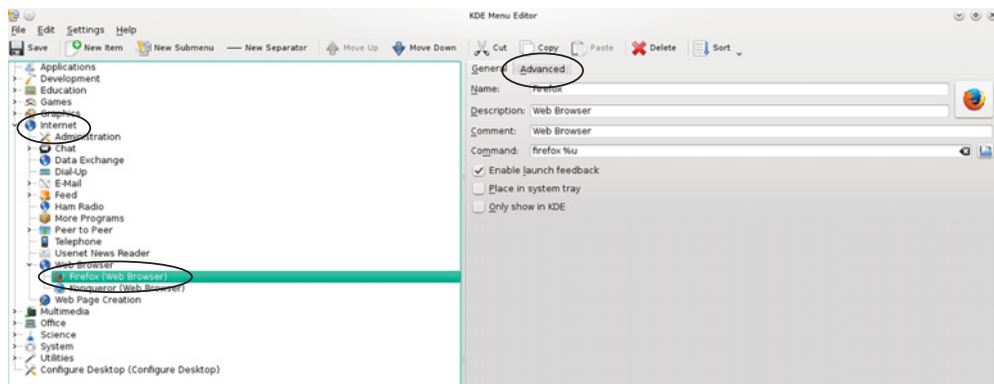 KDE Menu Editor
File Edit Settings Help
Save New Item New Submenu New Separator Move Up Move Down Cut Copy Paste Delete Sort
Applications
Development
Education
Games
Graphics
Internet
Administration
Chat
Data Exchange
Dial-Up
E-Mail
Feed
Ham Radio
More Programs
Peer to Peer
Telephone
Usenet News Reader
Web Browser
Firefox (Web Browser)
Konqueror (Web Browser)
Web Page Creation
Multimedia
Office
Science
System
Utilities
Configure Desktop (Configure Desktop)
General Advanced
Name: Firefox
Description: Web Browser
Comment: Web Browser
Command: firefox %u
Enable launch feedback
Place in system tray
Only show in KDE